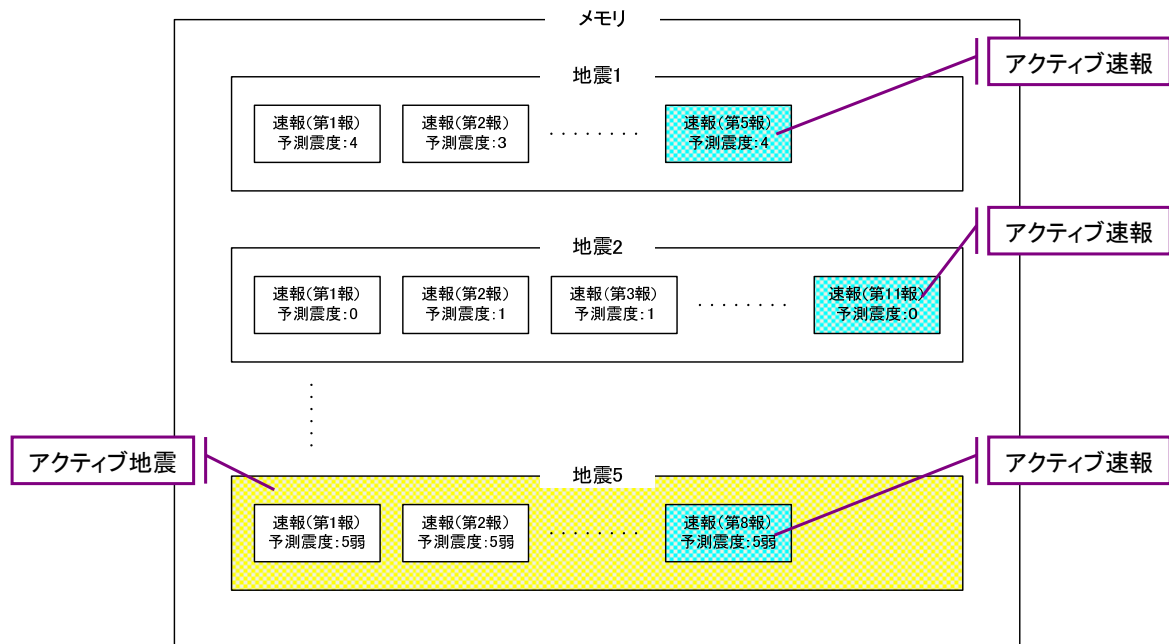 メモリ
アクティブ速報
地震1
速報(第1報)
予測震度:4
速報(第2報)
予測震度:3
........
速報(第5報)
予測震度:4
アクティブ速報
地震2
速報(第1報)
予測震度:0
速報(第2報)
予測震度:1
速報(第3報)
予測震度:1
........
速報(第11報)
予測震度:0
アクティブ地震
アクティブ速報
地震5
速報(第1報)
予測震度:5弱
速報(第2報)
予測震度:5弱
........
速報(第8報)
予測震度:5弱